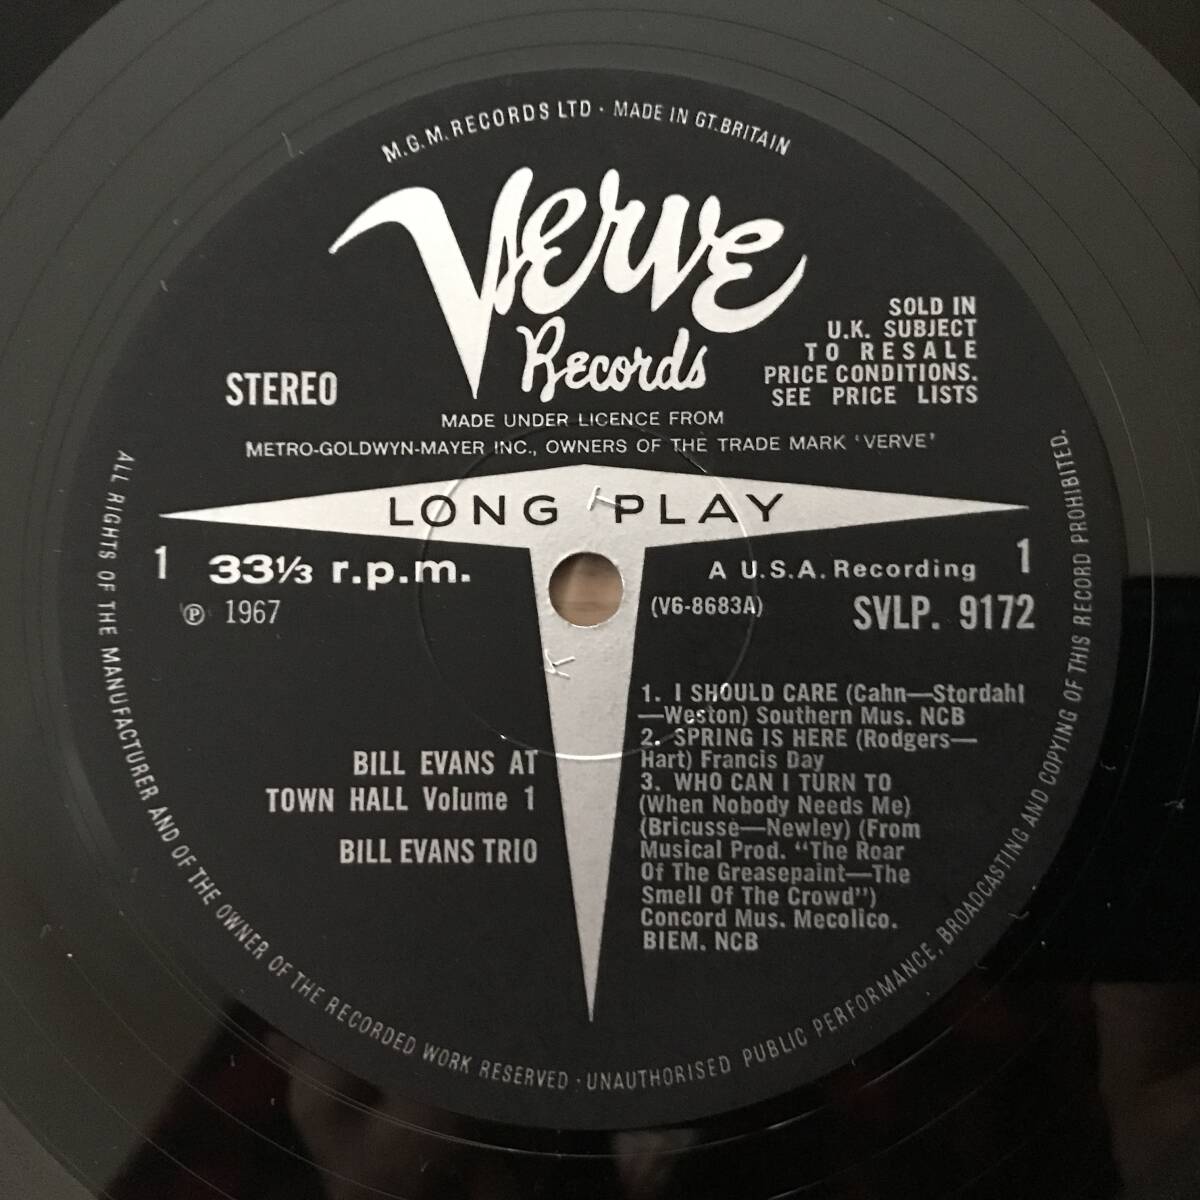 M.G.M. RECORDS LTD · MADE IN GT. BRITAIN
Verve
Records
STEREO
SOLD IN
U.K. SUBJECT
TO RESALE
PRICE CONDITIONS.
SEE PRICE LISTS
MADE UNDER LICENCE FROM
METRO-GOLDWYN-MAYER INC., OWNERS OF THE TRADE MARK 'VERVE'
LONG PLAY
1 33⅓ r.p.m.
℗ 1967
A U.S.A. Recording 1
(V6-8683A) SVLP. 9172
1. I SHOULD CARE (Cahn—Stordahl
—Weston) Southern Mus. NCB
2. SPRING IS HERE (Rodgers—
Hart) Francis Day
3. WHO CAN I TURN TO
(When Nobody Needs Me)
(Bricusse—Newley) (From
Musical Prod. "The Roar
Of The Greasepaint—The
Smell Of The Crowd")
Concord Mus. Mecolico.
BIEM. NCB
BILL EVANS AT
TOWN HALL Volume 1
BILL EVANS TRIO
K
ALL RIGHTS OF THE MANUFACTURER AND OF THE OWNER OF THE RECORDED WORK RESERVED · UNAUTHORISED PUBLIC PERFORMANCE, BROADCASTING AND COPYING OF THIS RECORD PROHIBITED.